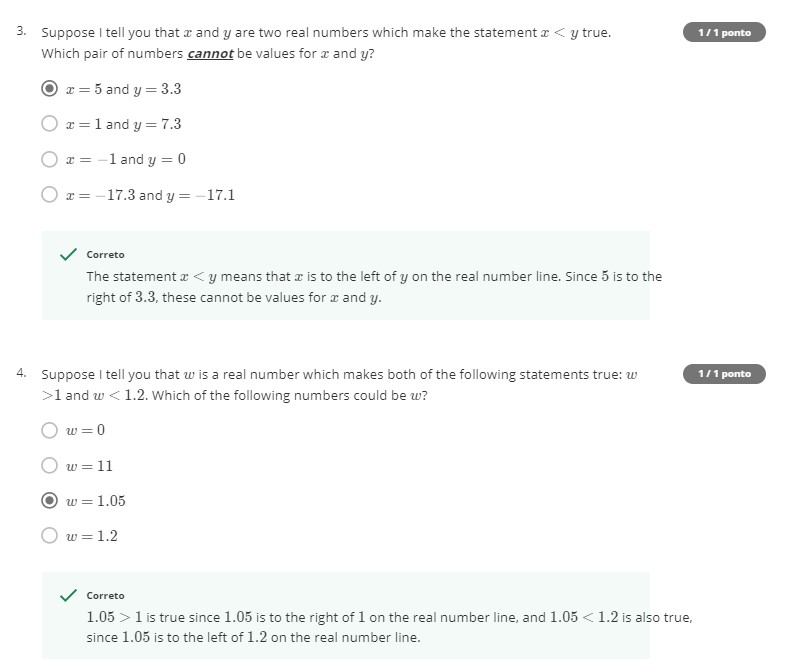 3. Suppose I tell you that x and y are two real numbers which make the statement x < y true.
1 / 1 ponto
Which pair of numbers cannot be values for x and y?
x = 5 and y = 3.3
x = 1 and y = 7.3
x = −1 and y = 0
x = −17.3 and y = −17.1
Correto
The statement x < y means that x is to the left of y on the real number line. Since 5 is to the
right of 3.3, these cannot be values for x and y.
4. Suppose I tell you that w is a real number which makes both of the following statements true: w
1 / 1 ponto
>1 and w < 1.2. Which of the following numbers could be w?
w = 0
w = 11
w = 1.05
w = 1.2
Correto
1.05 > 1 is true since 1.05 is to the right of 1 on the real number line, and 1.05 < 1.2 is also true,
since 1.05 is to the left of 1.2 on the real number line.